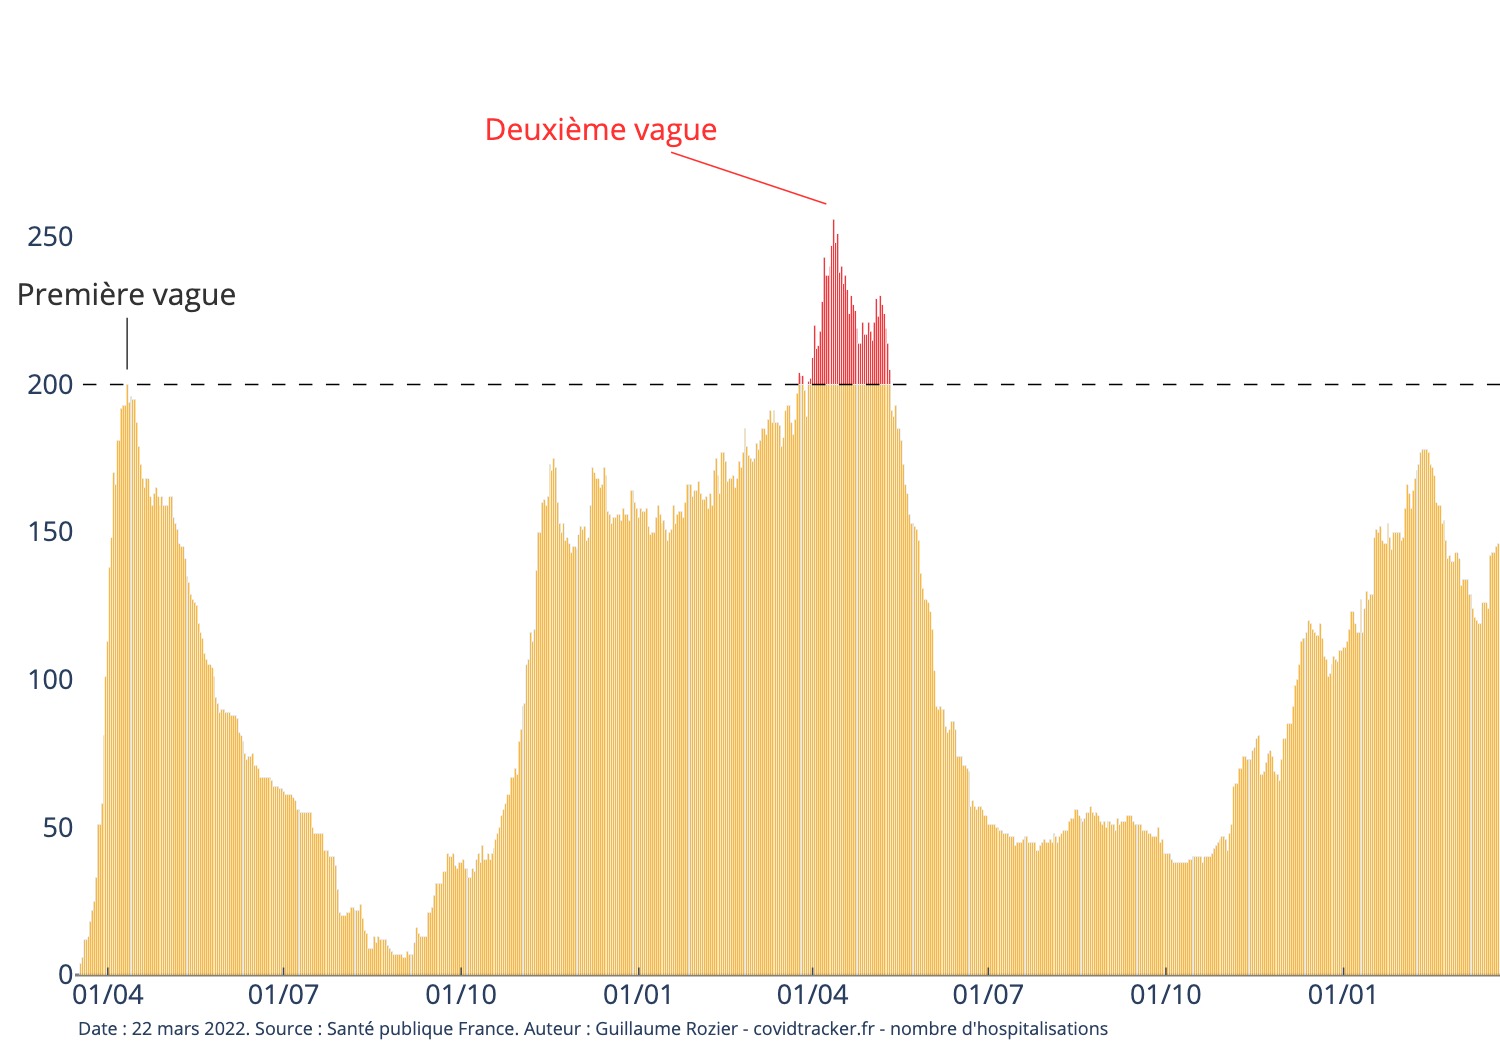 Deuxième vague
250
Première vague
200
150
100
50
0
01/04 01/07 01/10 01/01 01/04 01/07 01/10 01/01
Date : 22 mars 2022. Source : Santé publique France. Auteur : Guillaume Rozier - covidtracker.fr - nombre d'hospitalisations